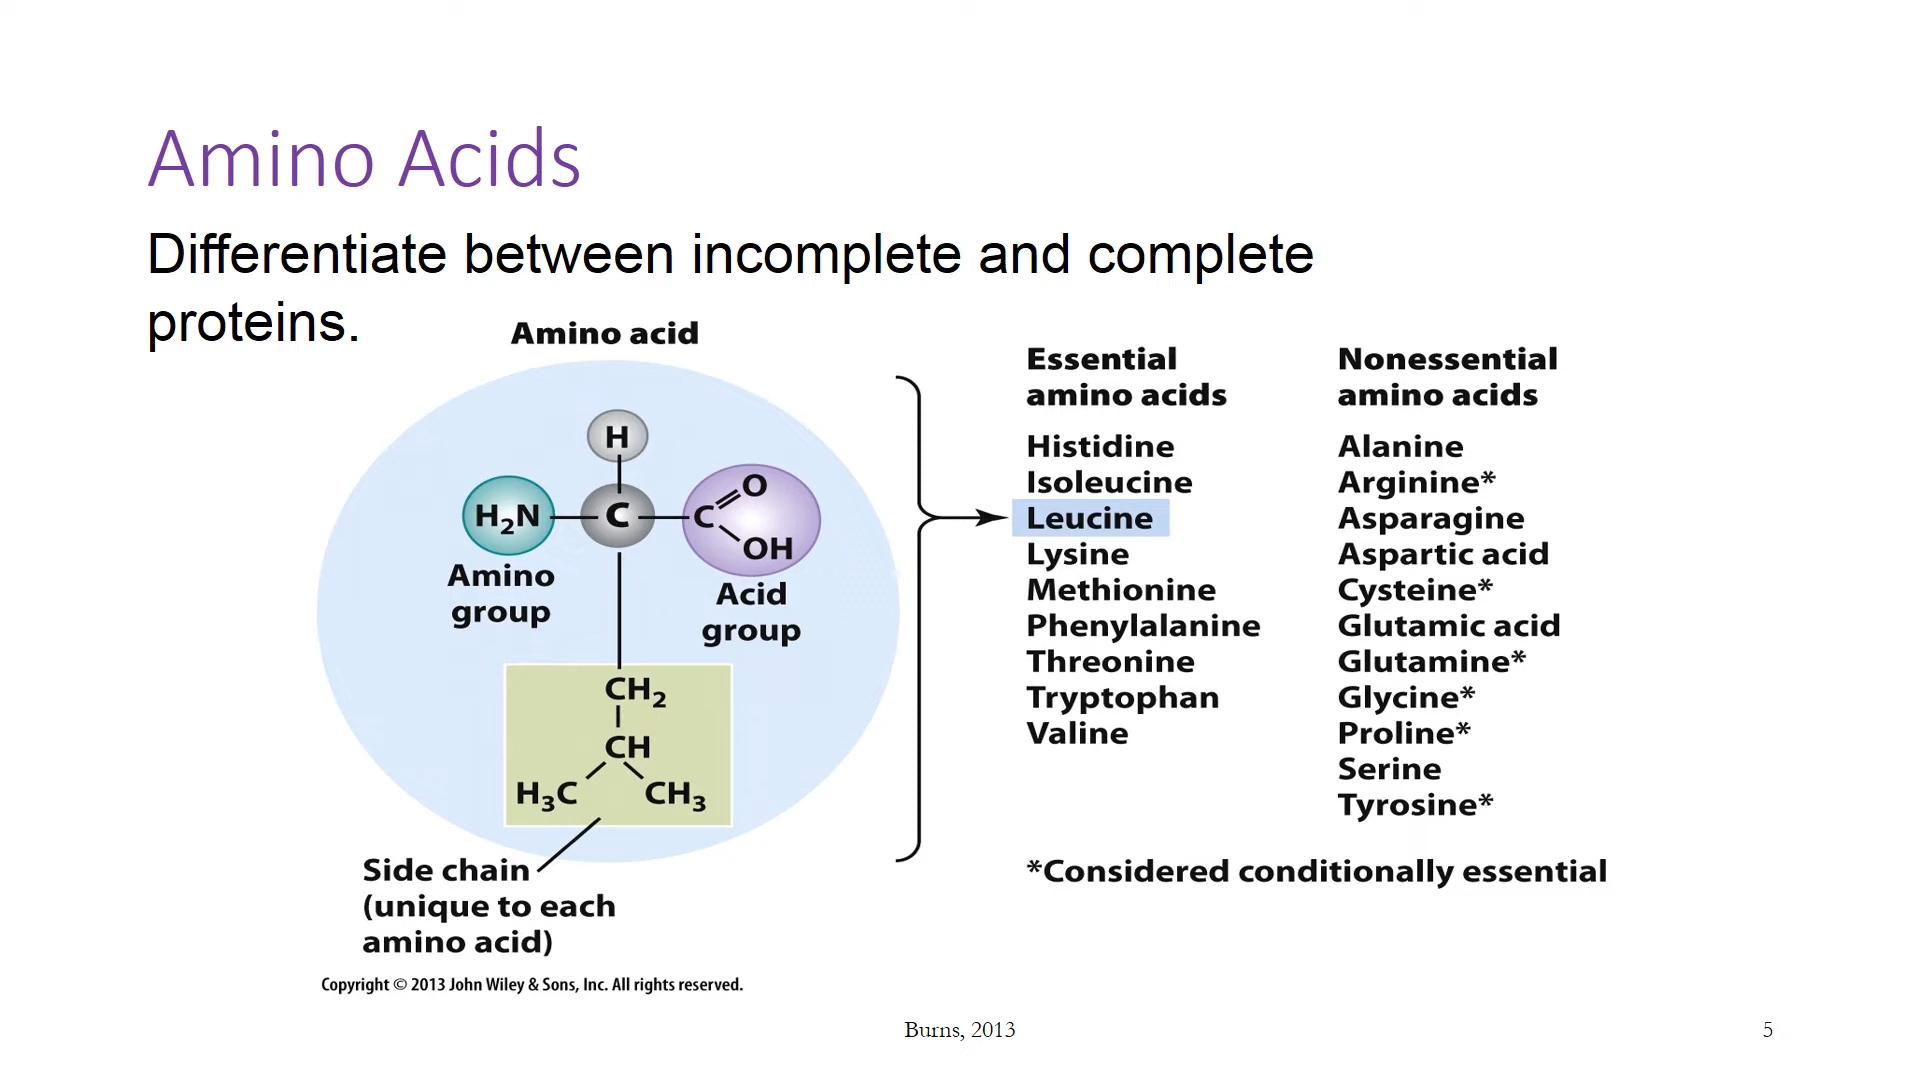 Amino Acids
Differentiate between incomplete and complete
proteins.
Amino acid
H
H₂N
C
C
O
OH
Amino
group
Acid
group
CH₂
CH
H₃C
CH₃
Side chain
(unique to each
amino acid)
Essential
amino acids
Histidine
Isoleucine
Leucine
Lysine
Methionine
Phenylalanine
Threonine
Tryptophan
Valine
Nonessential
amino acids
Alanine
Arginine*
Asparagine
Aspartic acid
Cysteine*
Glutamic acid
Glutamine*
Glycine*
Proline*
Serine
Tyrosine*
*Considered conditionally essential
Copyright © 2013 John Wiley & Sons, Inc. All rights reserved.
Burns, 2013
5